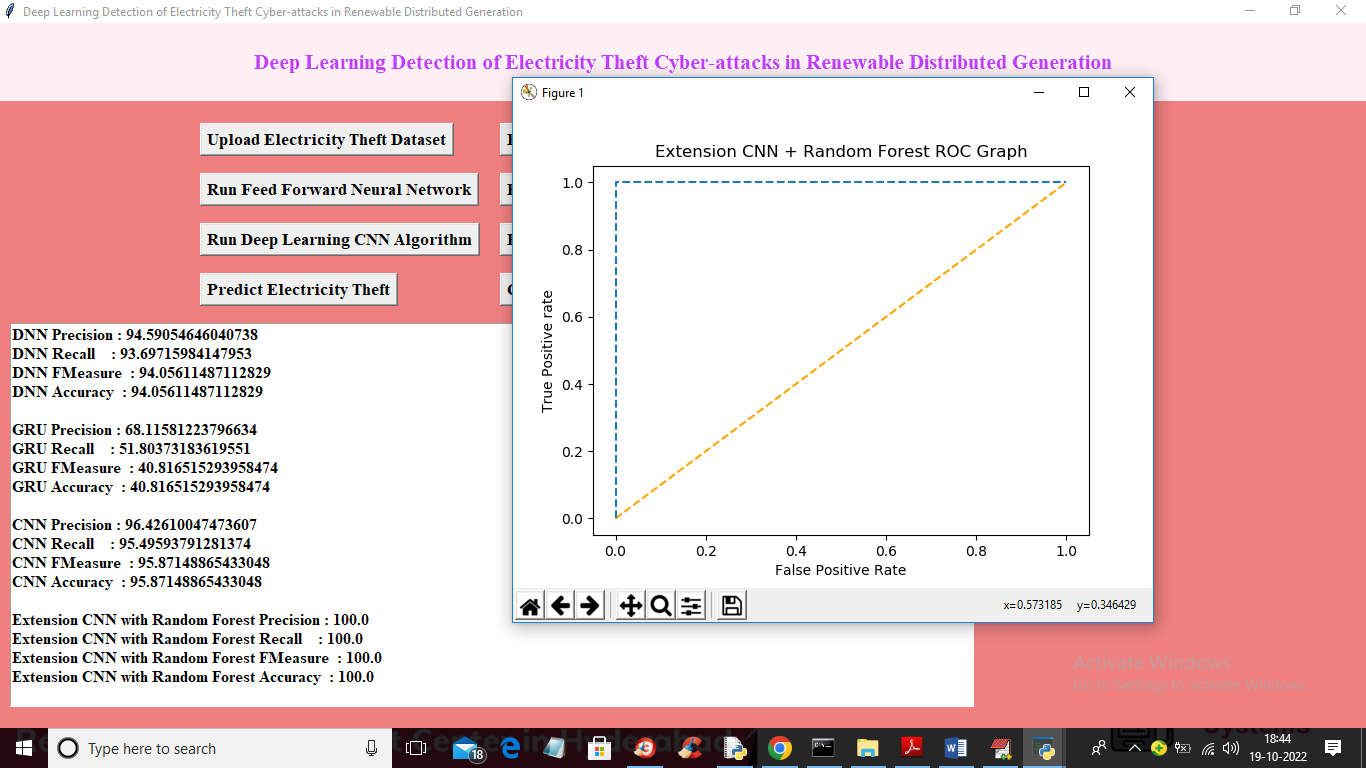 Deep Learning Detection of Electricity Theft Cyber-attacks in Renewable Distributed Generation
Deep Learning Detection of Electricity Theft Cyber-attacks in Renewable Distributed Generation
Upload Electricity Theft Dataset
Run Feed Forward Neural Network
Run Deep Learning CNN Algorithm
Predict Electricity Theft
Figure 1
Extension CNN + Random Forest ROC Graph
True Positive rate
1.0
0.8
0.6
0.4
0.2
0.0
0.0 0.2 0.4 0.6 0.8 1.0
False Positive Rate
x=0.573185 y=0.346429
DNN Precision : 94.59054646040738
DNN Recall : 93.69715984147953
DNN FMeasure : 94.05611487112829
DNN Accuracy : 94.05611487112829
GRU Precision : 68.11581223796634
GRU Recall : 51.80373183619551
GRU FMeasure : 40.816515293958474
GRU Accuracy : 40.816515293958474
CNN Precision : 96.42610047473607
CNN Recall : 95.49593791281374
CNN FMeasure : 95.87148865433048
CNN Accuracy : 95.87148865433048
Extension CNN with Random Forest Precision : 100.0
Extension CNN with Random Forest Recall : 100.0
Extension CNN with Random Forest FMeasure : 100.0
Extension CNN with Random Forest Accuracy : 100.0
Activate Windows
Go to Settings to activate Windows.
Type here to search
18
18:44
19-10-2022